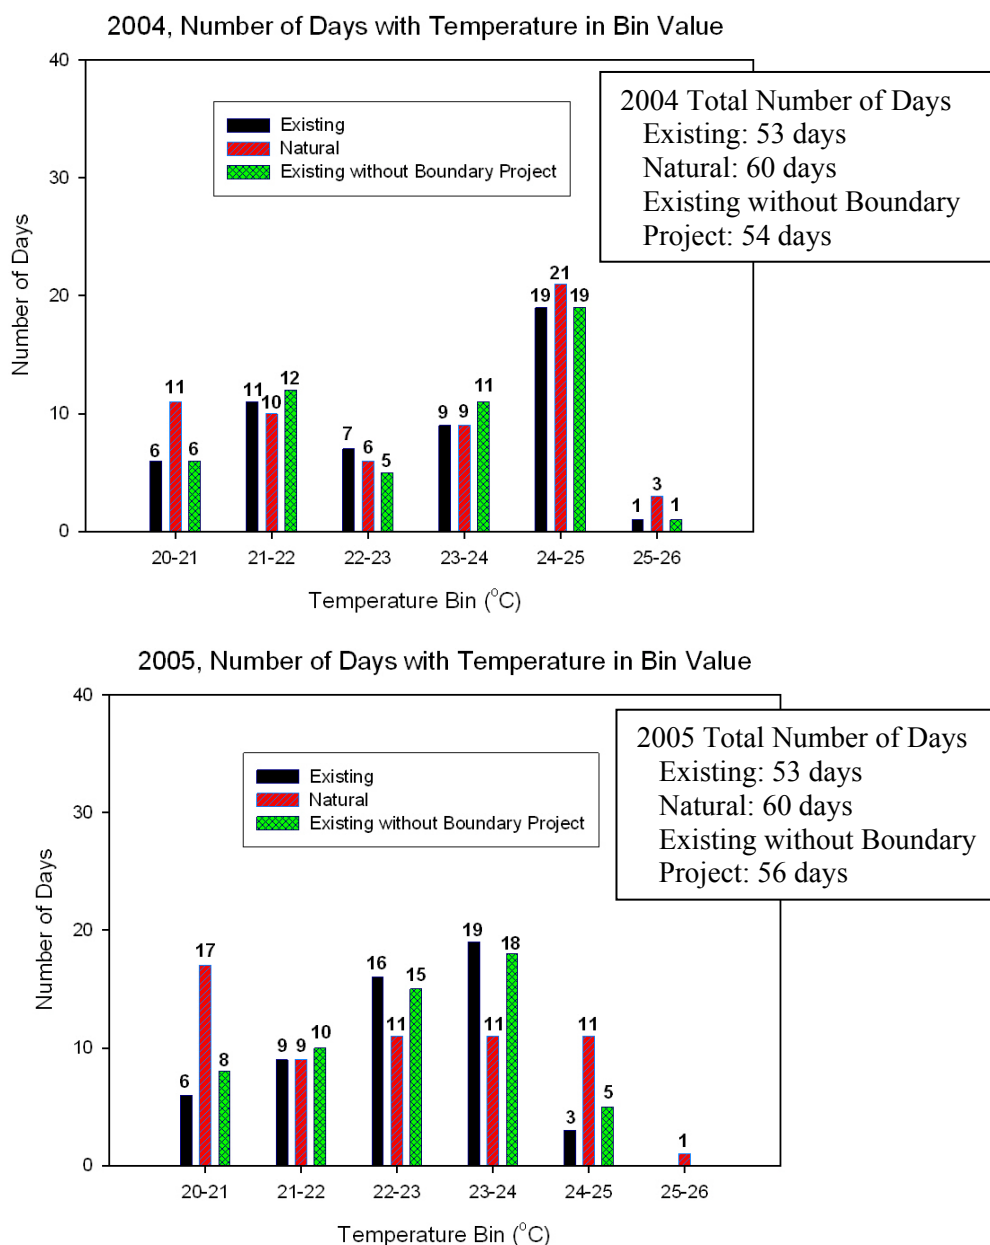 2004, Number of Days with Temperature in Bin Value
2004 Total Number of Days
Existing: 53 days
Natural: 60 days
Existing without Boundary
Project: 54 days
Existing
Natural
Existing without Boundary Project
Number of Days
40
30
20
10
0
6 11 6
11 10 12
7 6 5
9 9 11
19 21 19
1 3 1
20-21 21-22 22-23 23-24 24-25 25-26
Temperature Bin (°C)
2005, Number of Days with Temperature in Bin Value
2005 Total Number of Days
Existing: 53 days
Natural: 60 days
Existing without Boundary
Project: 56 days
Existing
Natural
Existing without Boundary Project
Number of Days
40
30
20
10
0
6 17 8
9 9 10
16 11 15
19 11 18
3 11 5
1
20-21 21-22 22-23 23-24 24-25 25-26
Temperature Bin (°C)